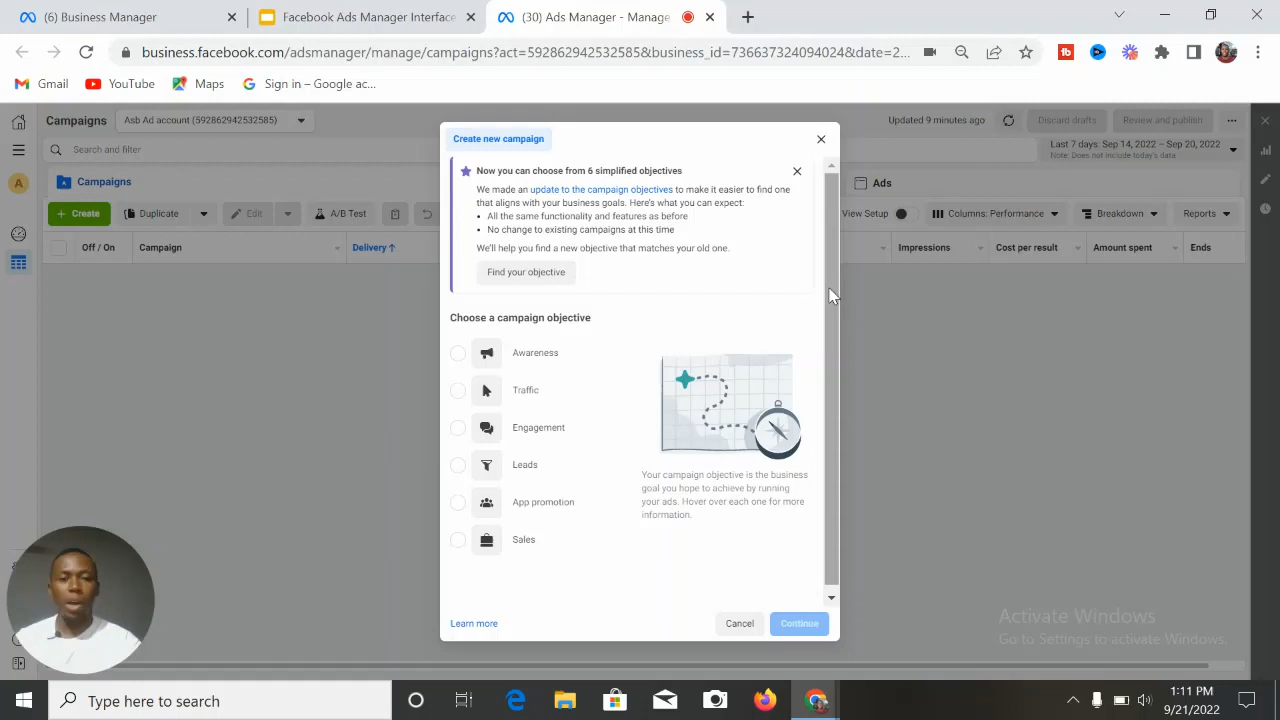 (6) Business Manager
Facebook Ads Manager Interface
(30) Ads Manager - Manage
business.facebook.com/adsmanager/manage/campaigns?act=592862942532585&business_id=736637324094024&date=2...
Gmail
YouTube
Maps
Sign in – Google ac...
Campaigns
Asb Ad account (592862942532585)
Updated 9 minutes ago
Discard drafts
Review and publish
Search and filter
Last 7 days: Sep 14, 2022 – Sep 20, 2022
Note: Does not include today's data
Campaigns
Ads
+ Create
Duplicate
Edit
A/B Test
View Setup
Columns: Performance
Breakdown
Reports
Off / On
Campaign
Delivery ↑
Impressions
Cost per result
Amount spent
Ends
A
Create new campaign
Now you can choose from 6 simplified objectives
We made an update to the campaign objectives to make it easier to find one
that aligns with your business goals. Here's what you can expect:
• All the same functionality and features as before
• No change to existing campaigns at this time
We'll help you find a new objective that matches your old one.
Find your objective
Choose a campaign objective
Awareness
Traffic
Engagement
Leads
App promotion
Sales
Your campaign objective is the business
goal you hope to achieve by running
your ads. Hover over each one for more
information.
Learn more
Cancel
Continue
Activate Windows
Go to Settings to activate Windows.
Type here to search
1:11 PM
9/21/2022